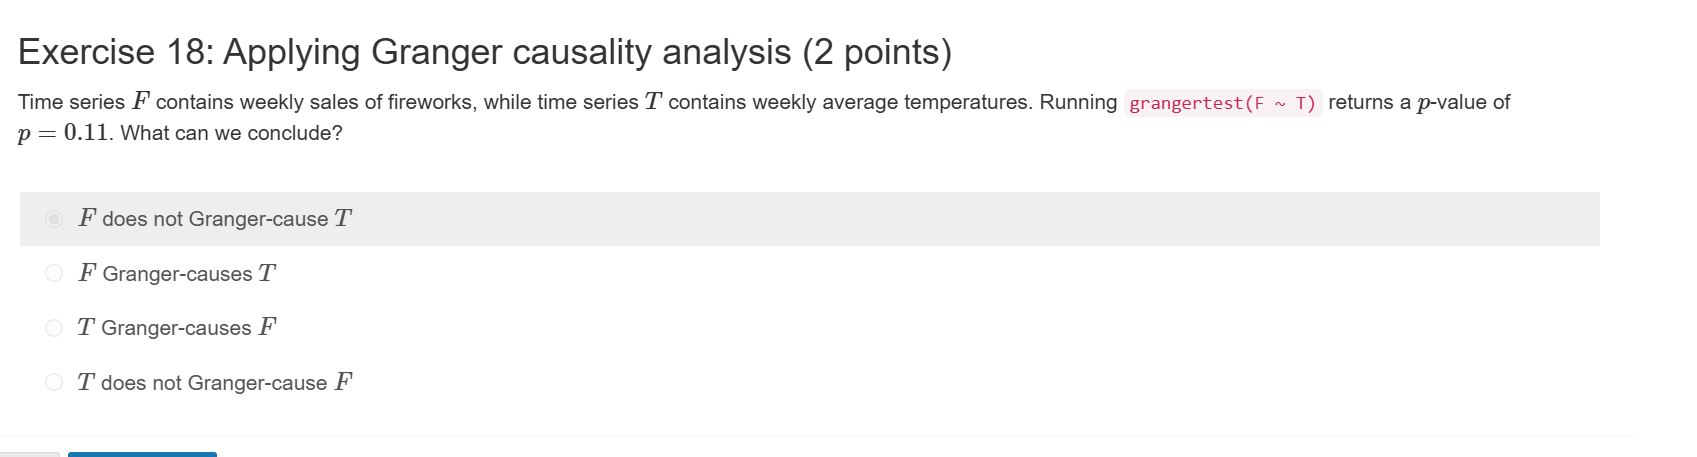 Exercise 18: Applying Granger causality analysis (2 points)
Time series F contains weekly sales of fireworks, while time series T contains weekly average temperatures. Running grangertest(F ~ T) returns a p-value of
p = 0.11. What can we conclude?
F does not Granger-cause T
F Granger-causes T
T Granger-causes F
T does not Granger-cause F